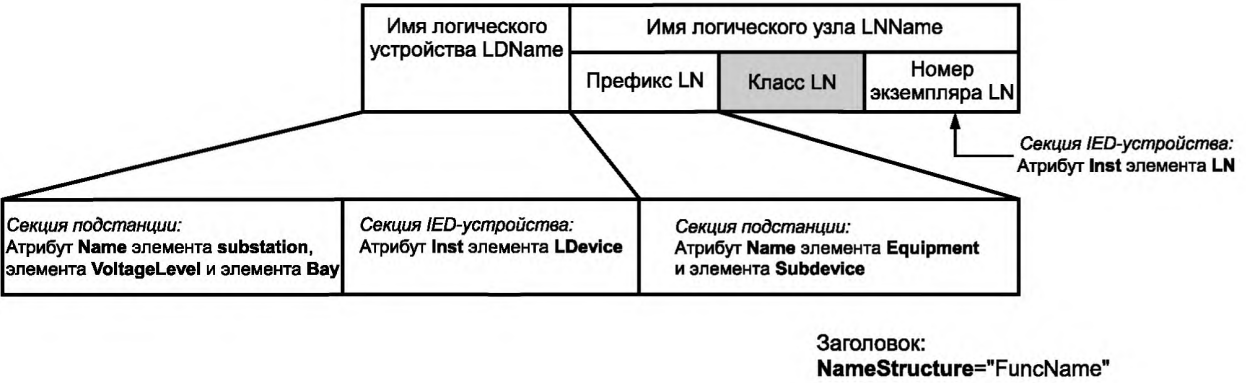 Имя логического
устройства LDName
Имя логического узла LNName
Префикс LN
Класс LN
Номер
экземпляра LN
Секция IED-устройства:
Атрибут Inst элемента LN
Секция подстанции:
Атрибут Name элемента substation,
элемента VoltageLevel и элемента Bay
Секция IED-устройства:
Атрибут Inst элемента LDevice
Секция подстанции:
Атрибут Name элемента Equipment
и элемента Subdevice
Заголовок:
NameStructure="FuncName"